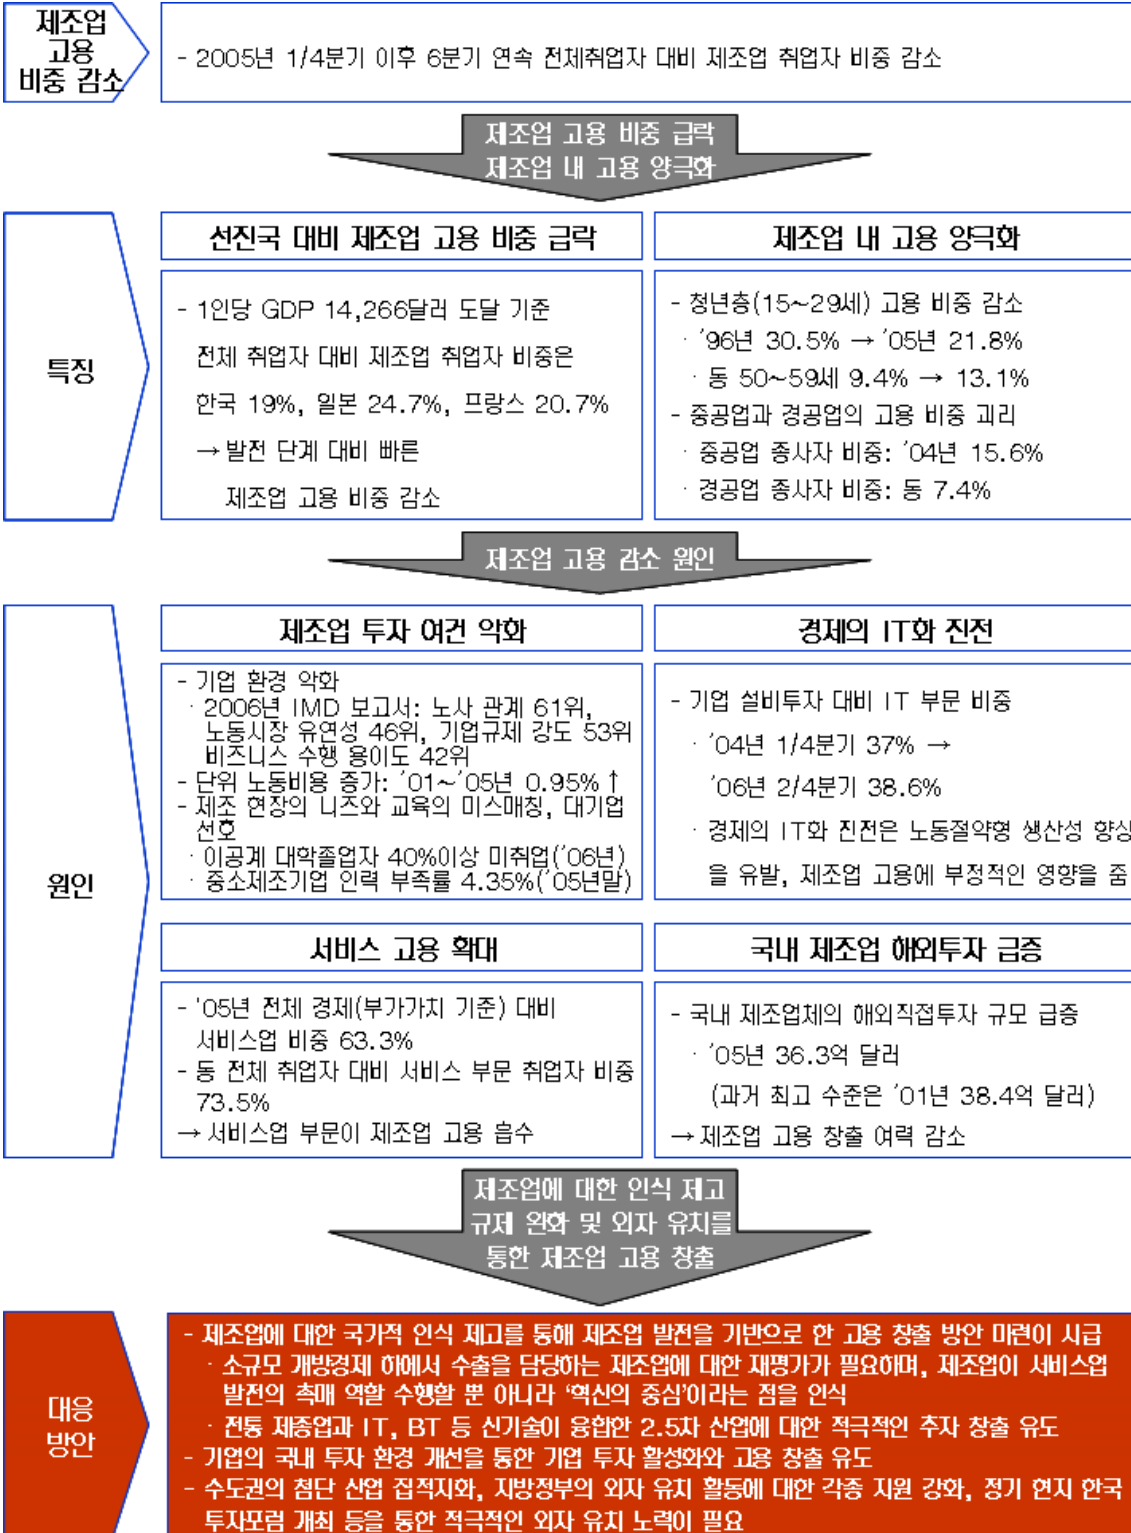 제조업
고용
비중 감소
- 2005년 1/4분기 이후 6분기 연속 전체취업자 대비 제조업 취업자 비중 감소
제조업 고용 비중 급락
제조업 내 고용 양극화
특징
선진국 대비 제조업 고용 비중 급락
- 1인당 GDP 14,266달러 도달 기준
전체 취업자 대비 제조업 취업자 비중은
한국 19%, 일본 24.7%, 프랑스 20.7%
→ 발전 단계 대비 빠른
제조업 고용 비중 감소
제조업 내 고용 양극화
- 청년층(15~29세) 고용 비중 감소
· '96년 30.5% → '05년 21.8%
· 동 50~59세 9.4% → 13.1%
- 중공업과 경공업의 고용 비중 괴리
· 중공업 종사자 비중: '04년 15.6%
· 경공업 종사자 비중: 동 7.4%
제조업 고용 감소 원인
원인
제조업 투자 여건 악화
- 기업 환경 악화
· 2006년 IMD 보고서: 노사 관계 61위,
노동시장 유연성 46위, 기업규제 강도 53위
비즈니스 수행 용이도 42위
- 단위 노동비용 증가: '01~'05년 0.95%↑
- 제조 현장의 니즈와 교육의 미스매칭, 대기업
선호
· 이공계 대학졸업자 40%이상 미취업('06년)
· 중소제조기업 인력 부족률 4.35%('05년말)
경제의 IT화 진전
- 기업 설비투자 대비 IT 부문 비중
· '04년 1/4분기 37% →
'06년 2/4분기 38.6%
· 경제의 IT화 진전은 노동절약형 생산성 향상
을 유발, 제조업 고용에 부정적인 영향을 줌
서비스 고용 확대
- '05년 전체 경제(부가가치 기준) 대비
서비스업 비중 63.3%
- 동 전체 취업자 대비 서비스 부문 취업자 비중
73.5%
→ 서비스업 부문이 제조업 고용 흡수
국내 제조업 해외투자 급증
- 국내 제조업체의 해외직접투자 규모 급증
· '05년 36.3억 달러
(과거 최고 수준은 '01년 38.4억 달러)
→ 제조업 고용 창출 여력 감소
제조업에 대한 인식 제고
규제 완화 및 외자 유치를
통한 제조업 고용 창출
대응
방안
- 제조업에 대한 국가적 인식 제고를 통해 제조업 발전을 기반으로 한 고용 창출 방안 마련이 시급
· 소규모 개방경제 하에서 수출을 담당하는 제조업에 대한 재평가가 필요하며, 제조업이 서비스업
발전의 촉매 역할 수행할 뿐 아니라 '혁신의 중심'이라는 점을 인식
· 전통 제종업과 IT, BT 등 신기술이 융합한 2.5차 산업에 대한 적극적인 추자 창출 유도
- 기업의 국내 투자 환경 개선을 통한 기업 투자 활성화와 고용 창출 유도
- 수도권의 첨단 산업 집적지화, 지방정부의 외자 유치 활동에 대한 각종 지원 강화, 정기 현지 한국
투자포럼 개최 등을 통한 적극적인 외자 유치 노력이 필요